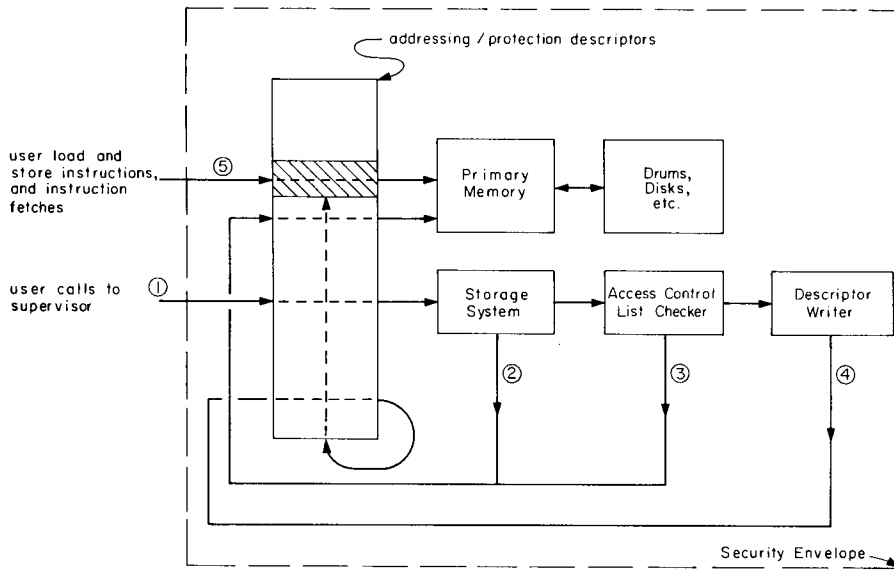 addressing / protection descriptors
user load and
store instructions,
and instruction
fetches
⑤
Primary
Memory
Drums,
Disks,
etc.
user calls to
supervisor
①
Storage
System
Access Control
List Checker
Descriptor
Writer
②
③
④
Security Envelope